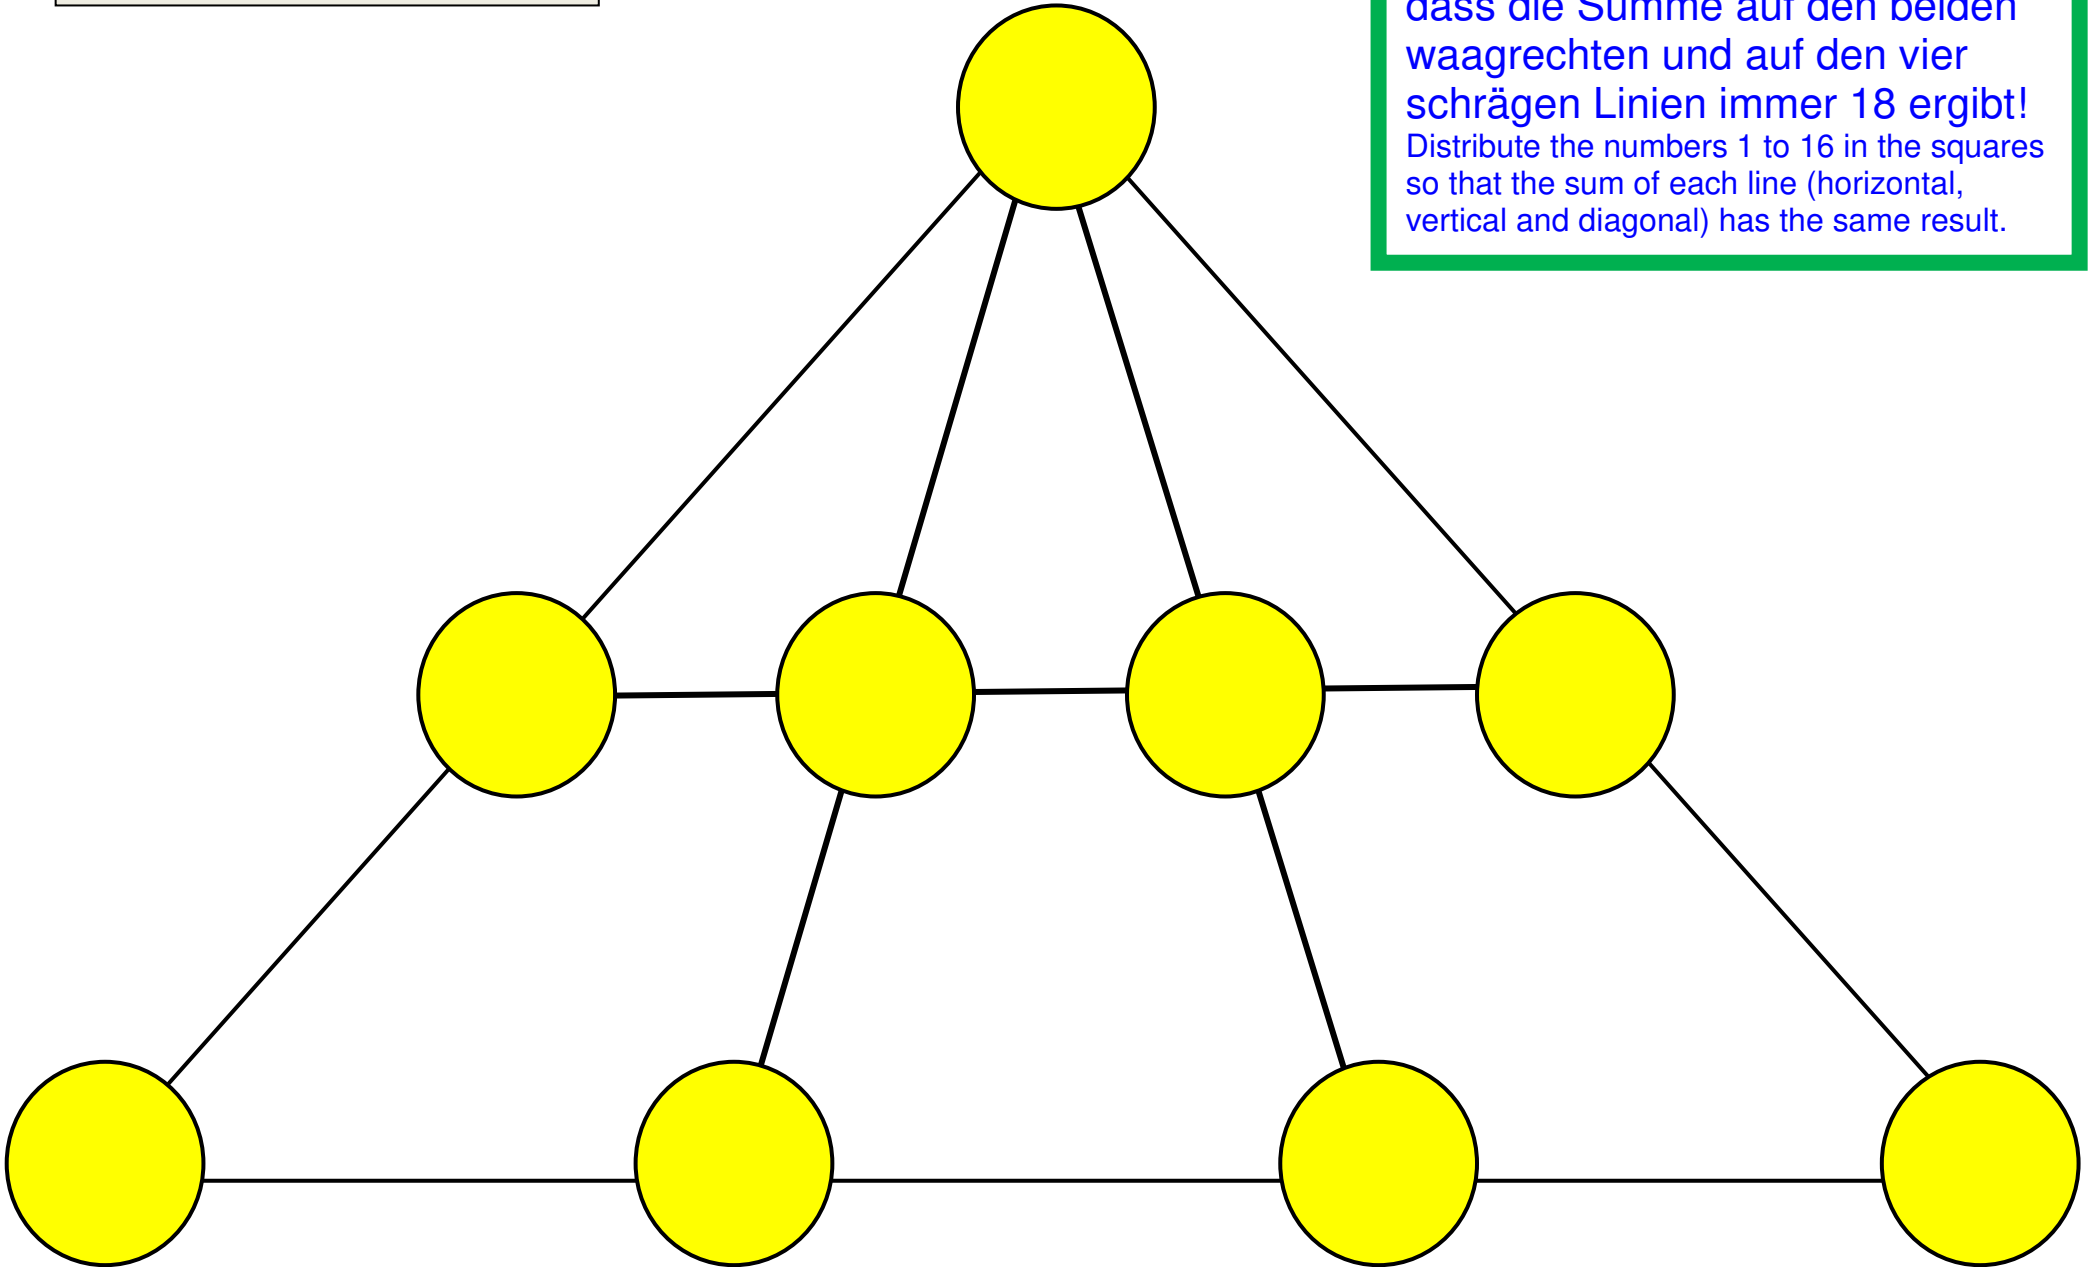 dass die Summe auf den beiden
waagrechten und auf den vier
schrägen Linien immer 18 ergibt!
Distribute the numbers 1 to 16 in the squares
so that the sum of each line (horizontal,
vertical and diagonal) has the same result.